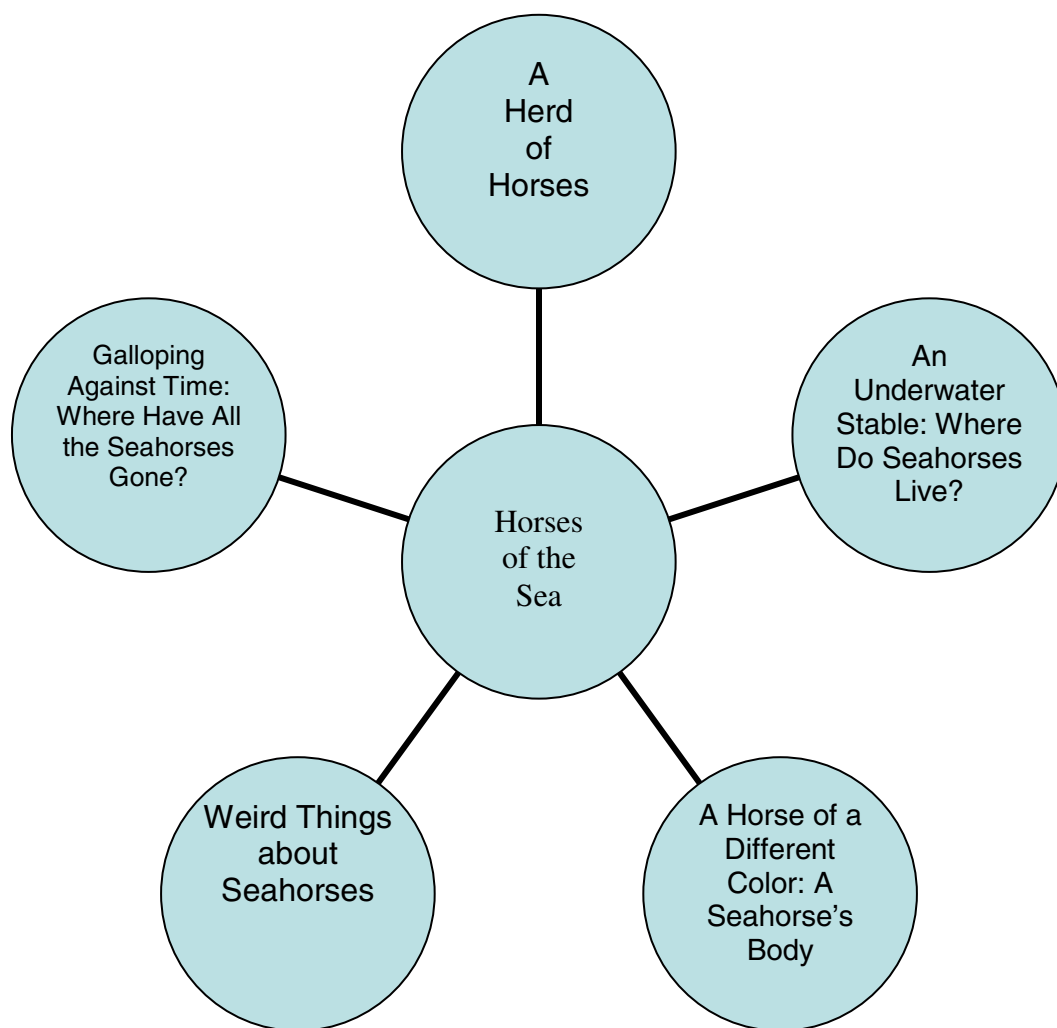 A
Herd
of
Horses
Galloping
Against Time:
Where Have All
the Seahorses
Gone?
An
Underwater
Stable: Where
Do Seahorses
Live?
Horses
of the
Sea
Weird Things
about
Seahorses
A Horse of a
Different
Color: A
Seahorse’s
Body